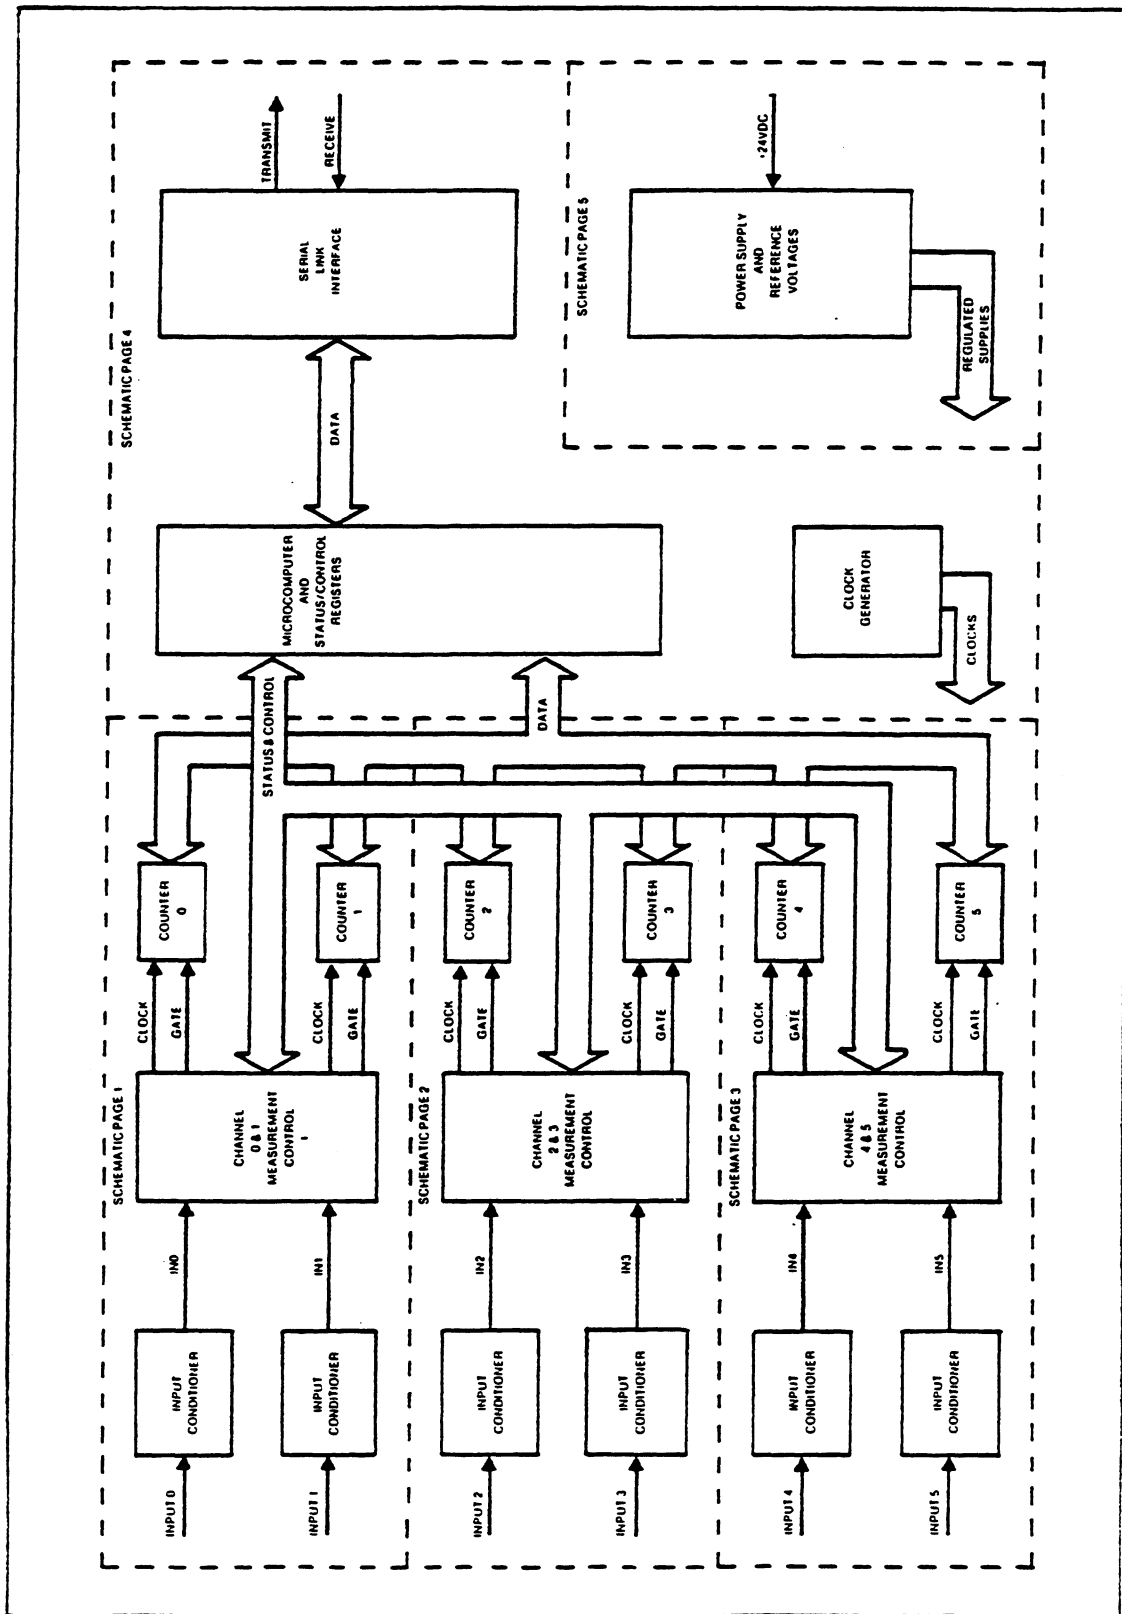 SCHEMATIC PAGE 1
INPUT 0
INPUT
CONDITIONER
IN0
INPUT 1
INPUT
CONDITIONER
IN1
CHANNEL
0 & 1
MEASUREMENT
CONTROL
CLOCK
GATE
COUNTER
0
CLOCK
GATE
COUNTER
1
SCHEMATIC PAGE 2
INPUT 2
INPUT
CONDITIONER
IN2
INPUT 3
INPUT
CONDITIONER
IN3
CHANNEL
2 & 3
MEASUREMENT
CONTROL
CLOCK
GATE
COUNTER
2
CLOCK
GATE
COUNTER
3
SCHEMATIC PAGE 3
INPUT 4
INPUT
CONDITIONER
IN4
INPUT 5
INPUT
CONDITIONER
IN5
CHANNEL
4 & 5
MEASUREMENT
CONTROL
CLOCK
GATE
COUNTER
4
CLOCK
GATE
COUNTER
5
STATUS & CONTROL
DATA
SCHEMATIC PAGE 4
MICROCOMPUTER
AND
STATUS/CONTROL
REGISTERS
DATA
SERIAL
LINK
INTERFACE
TRANSMIT
RECEIVE
CLOCK
GENERATOR
CLOCKS
SCHEMATIC PAGE 5
POWER SUPPLY
AND
REFERENCE
VOLTAGES
+24VDC
REGULATED
SUPPLIES